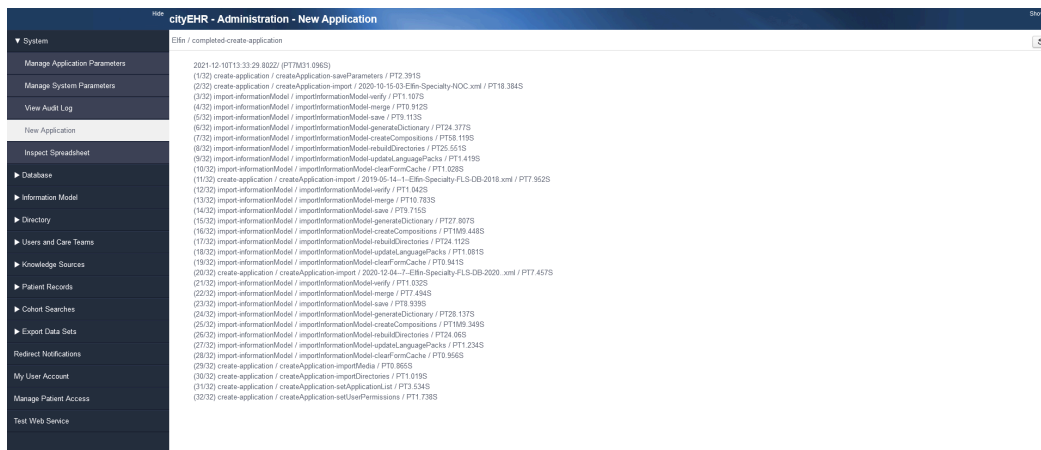 Hide
cityEHR - Administration - New Application
▼ System
Manage Application Parameters
Manage System Parameters
View Audit Log
New Application
Inspect Spreadsheet
▶ Database
▶ Information Model
▶ Directory
▶ Users and Care Teams
▶ Knowledge Sources
▶ Patient Records
▶ Cohort Searches
▶ Export Data Sets
Redirect Notifications
My User Account
Manage Patient Access
Test Web Service
Elfin / completed-create-application
2021-12-10T13:33:29.802Z/ (PT7M31.096S)
(1/32) create-application / createApplication-saveParameters / PT2.391S
(2/32) create-application / createApplication-import / 2020-10-15-03-Elfin-Specialty-NOC.xml / PT18.384S
(3/32) import-informationModel / importInformationModel-verify / PT1.107S
(4/32) import-informationModel / importInformationModel-merge / PT0.912S
(5/32) import-informationModel / importInformationModel-save / PT9.113S
(6/32) import-informationModel / importInformationModel-generateDictionary / PT24.377S
(7/32) import-informationModel / importInformationModel-createCompositions / PT58.119S
(8/32) import-informationModel / importInformationModel-rebuildDirectories / PT25.551S
(9/32) import-informationModel / importInformationModel-updateLanguagePacks / PT1.419S
(10/32) import-informationModel / importInformationModel-clearFormCache / PT1.028S
(11/32) create-application / createApplication-import / 2019-05-14--1--Elfin-Specialty-FLS-DB-2018.xml / PT7.952S
(12/32) import-informationModel / importInformationModel-verify / PT1.042S
(13/32) import-informationModel / importInformationModel-merge / PT10.783S
(14/32) import-informationModel / importInformationModel-save / PT9.715S
(15/32) import-informationModel / importInformationModel-generateDictionary / PT27.807S
(16/32) import-informationModel / importInformationModel-createCompositions / PT1M9.448S
(17/32) import-informationModel / importInformationModel-rebuildDirectories / PT24.112S
(18/32) import-informationModel / importInformationModel-updateLanguagePacks / PT1.081S
(19/32) import-informationModel / importInformationModel-clearFormCache / PT0.941S
(20/32) create-application / createApplication-import / 2020-12-04--7--Elfin-Specialty-FLS-DB-2020..xml / PT7.457S
(21/32) import-informationModel / importInformationModel-verify / PT1.032S
(22/32) import-informationModel / importInformationModel-merge / PT7.494S
(23/32) import-informationModel / importInformationModel-save / PT8.939S
(24/32) import-informationModel / importInformationModel-generateDictionary / PT28.137S
(25/32) import-informationModel / importInformationModel-createCompositions / PT1M9.349S
(26/32) import-informationModel / importInformationModel-rebuildDirectories / PT24.06S
(27/32) import-informationModel / importInformationModel-updateLanguagePacks / PT1.234S
(28/32) import-informationModel / importInformationModel-clearFormCache / PT0.956S
(29/32) create-application / createApplication-importMedia / PT0.865S
(30/32) create-application / createApplication-importDirectories / PT1.019S
(31/32) create-application / createApplication-setApplicationList / PT3.534S
(32/32) create-application / createApplication-setUserPermissions / PT1.738S